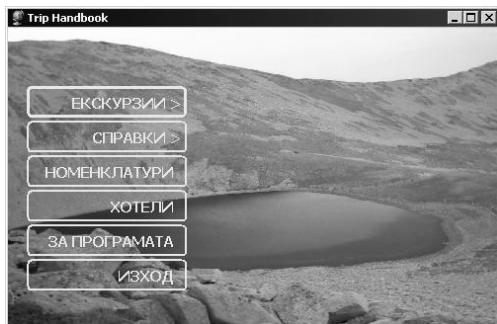 Trip Handbook
ЕКСКУРЗИИ >
СПРАВКИ >
НОМЕНКЛАТУРИ
ХОТЕЛИ
ЗА ПРОГРАМАТА
ИЗХОД